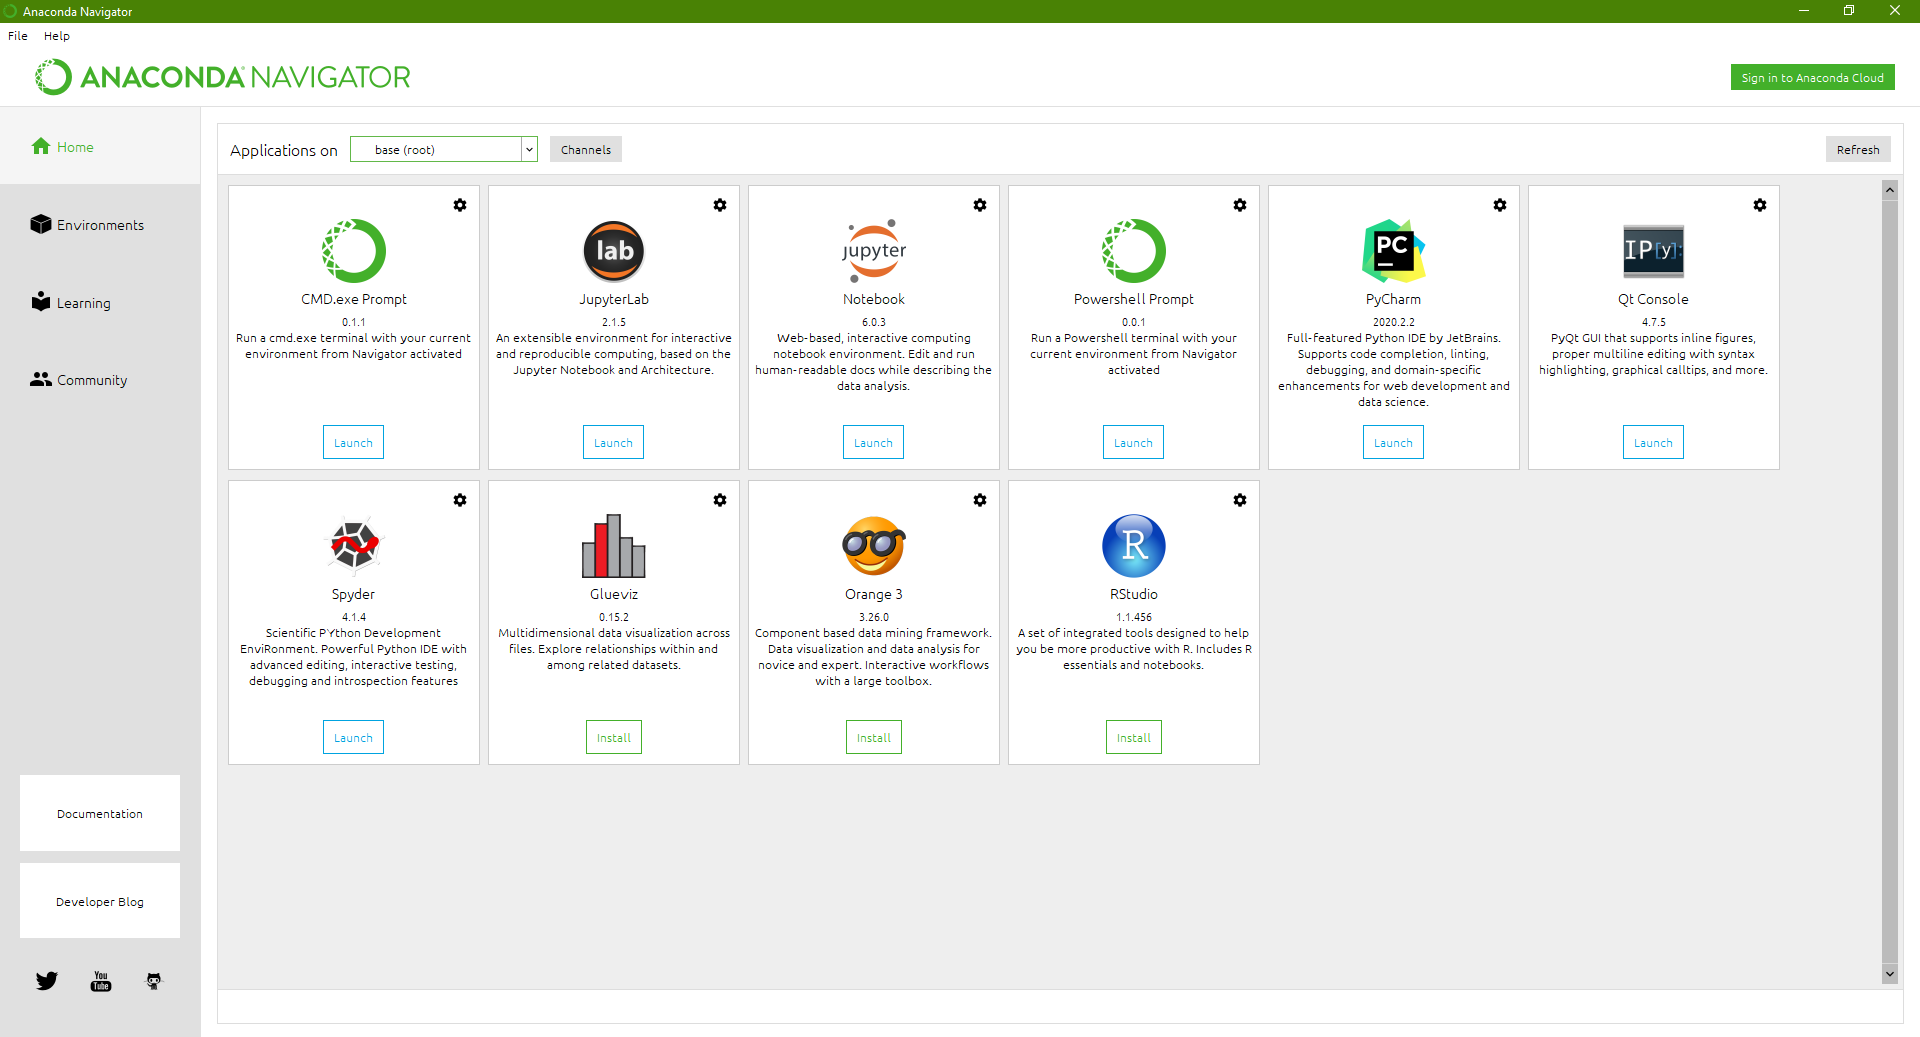 Anaconda Navigator
File Help
ANACONDA NAVIGATOR
Sign in to Anaconda Cloud
Home
Environments
Learning
Community
Documentation
Developer Blog
You
Tube
Applications on
base (root)
Channels
Refresh
CMD.exe Prompt
0.1.1
Run a cmd.exe terminal with your current
environment from Navigator activated
Launch
lab
JupyterLab
2.1.5
An extensible environment for interactive
and reproducible computing, based on the
Jupyter Notebook and Architecture.
Launch
jupyter
Notebook
6.0.3
Web-based, interactive computing
notebook environment. Edit and run
human-readable docs while describing the
data analysis.
Launch
Powershell Prompt
0.0.1
Run a Powershell terminal with your
current environment from Navigator
activated
Launch
PC
PyCharm
2020.2.2
Full-featured Python IDE by JetBrains.
Supports code completion, linting,
debugging, and domain-specific
enhancements for web development and
data science.
Launch
IP[y]:
Qt Console
4.7.5
PyQt GUI that supports inline figures,
proper multiline editing with syntax
highlighting, graphical calltips, and more.
Launch
Spyder
4.1.4
Scientific PYthon Development
EnviRonment. Powerful Python IDE with
advanced editing, interactive testing,
debugging and introspection features
Launch
Glueviz
0.15.2
Multidimensional data visualization across
files. Explore relationships within and
among related datasets.
Install
Orange 3
3.26.0
Component based data mining framework.
Data visualization and data analysis for
novice and expert. Interactive workflows
with a large toolbox.
Install
R
RStudio
1.1.456
A set of integrated tools designed to help
you be more productive with R. Includes R
essentials and notebooks.
Install